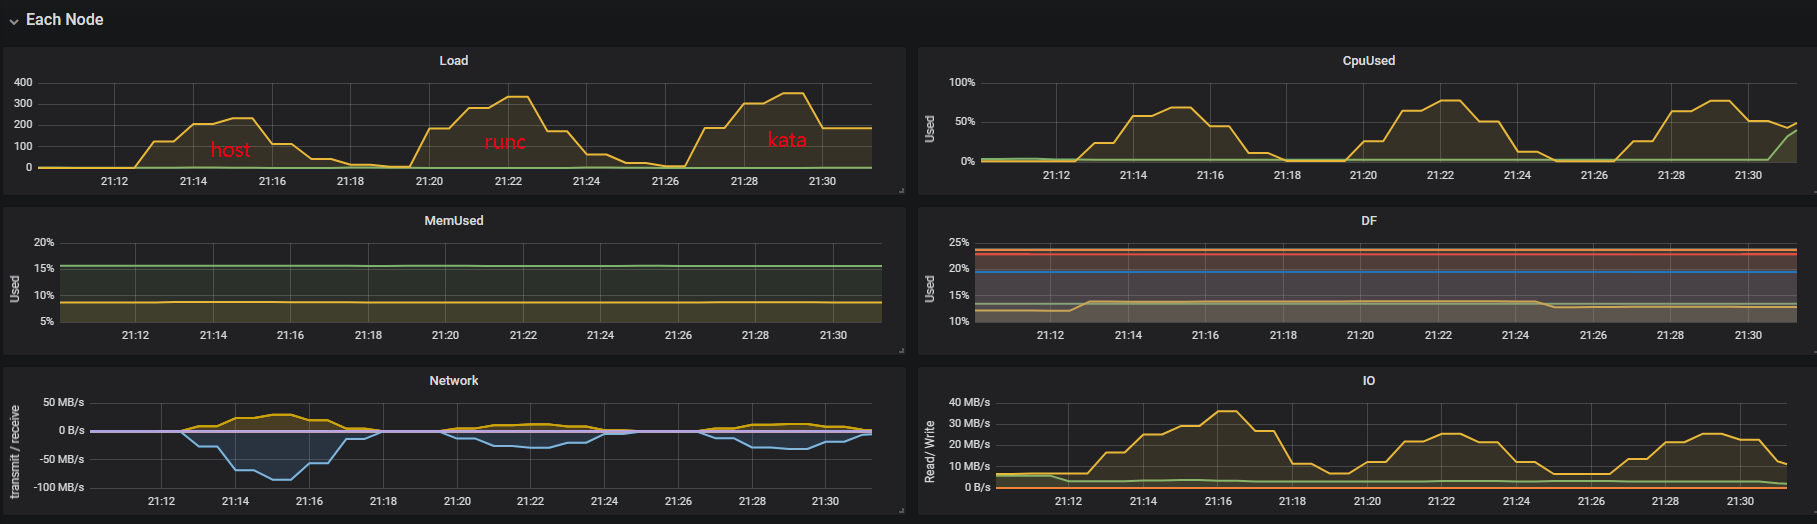 Each Node
Load
400
300
200
100
0
host
runc
kata
21:12 21:14 21:16 21:18 21:20 21:22 21:24 21:26 21:28 21:30
CpuUsed
Used
100%
50%
0%
21:12 21:14 21:16 21:18 21:20 21:22 21:24 21:26 21:28 21:30
MemUsed
Used
20%
15%
10%
5%
21:12 21:14 21:16 21:18 21:20 21:22 21:24 21:26 21:28 21:30
DF
Used
25%
20%
15%
10%
21:12 21:14 21:16 21:18 21:20 21:22 21:24 21:26 21:28 21:30
Network
transmit / receive
50 MB/s
0 B/s
-50 MB/s
-100 MB/s
21:12 21:14 21:16 21:18 21:20 21:22 21:24 21:26 21:28 21:30
IO
Read/ Write
40 MB/s
30 MB/s
20 MB/s
10 MB/s
0 B/s
21:12 21:14 21:16 21:18 21:20 21:22 21:24 21:26 21:28 21:30